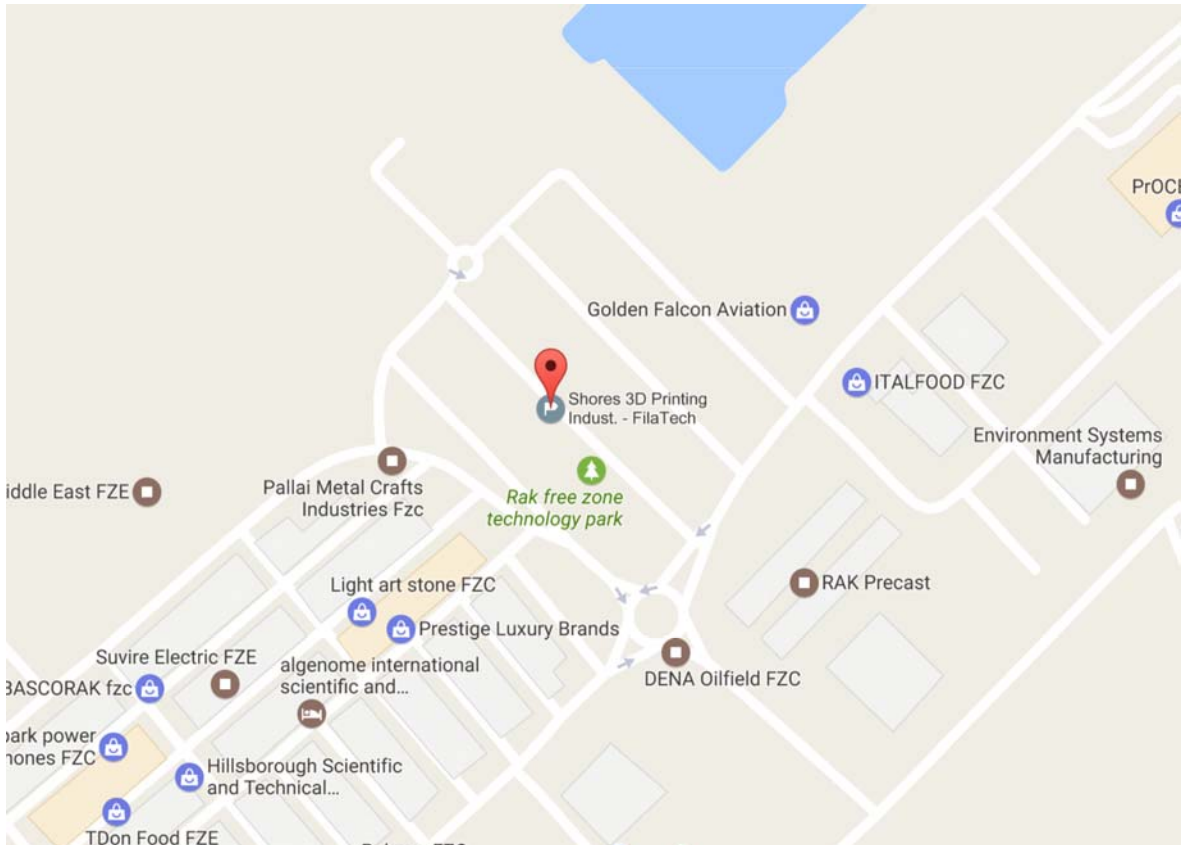 PrOCE
Golden Falcon Aviation
ITALFOOD FZC
Shores 3D Printing
Indust. - FilaTech
Environment Systems
Manufacturing
Pallai Metal Crafts
Industries Fzc
iddle East FZE
Rak free zone
technology park
RAK Precast
Light art stone FZC
Prestige Luxury Brands
Suvire Electric FZE
algenome international
scientific and...
DENA Oilfield FZC
BASCORAK fzc
park power
hones FZC
Hillsborough Scientific
and Technical...
TDon Food FZE